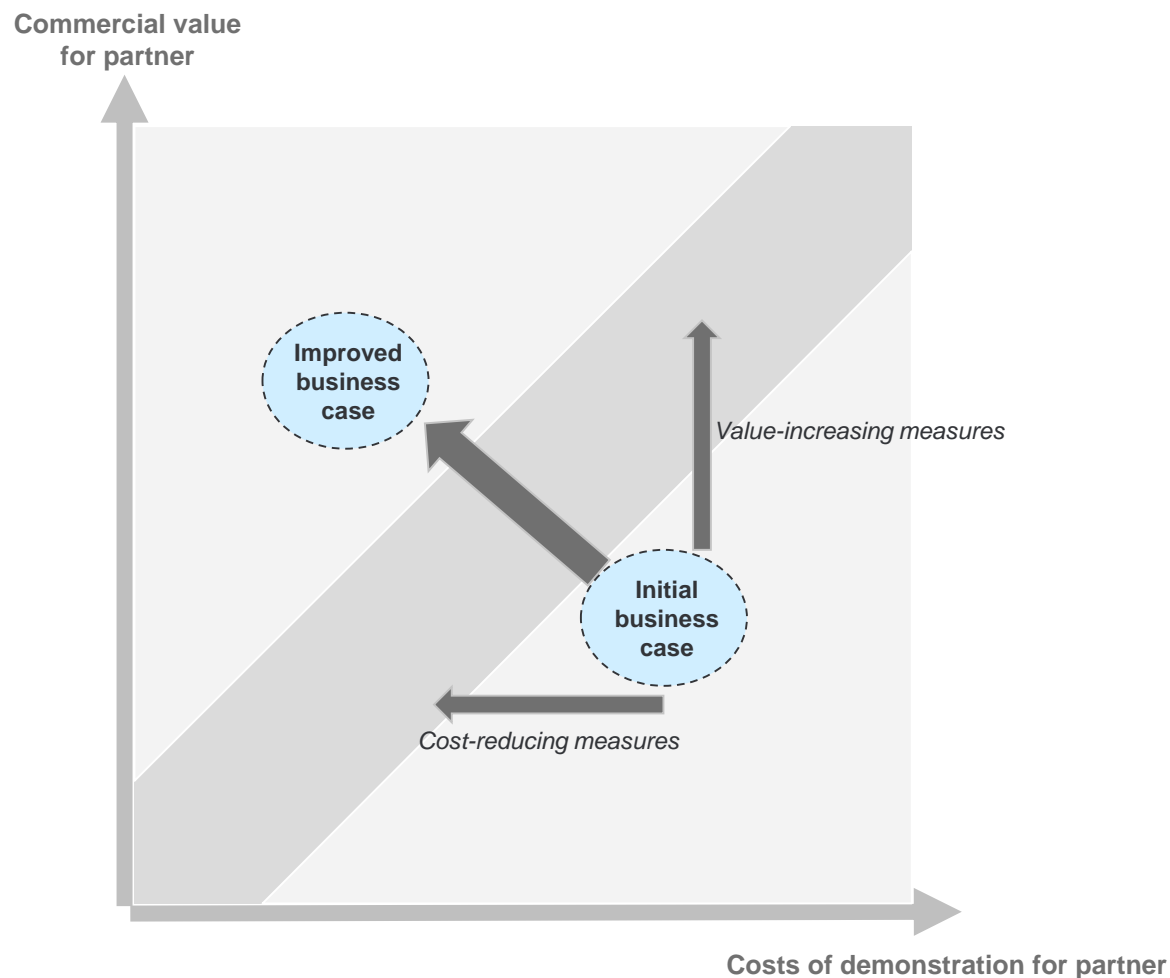 Commercial value
for partner
Improved
business
case
Value-increasing measures
Initial
business
case
Cost-reducing measures
Costs of demonstration for partner